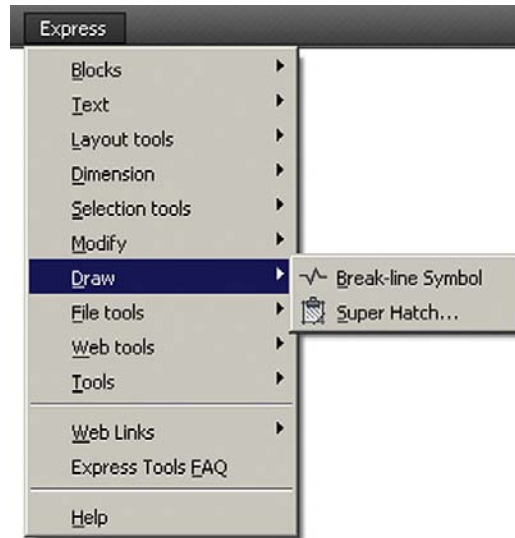 Express
Blocks
Text
Layout tools
Dimension
Selection tools
Modify
Draw
Break-line Symbol
File tools
Super Hatch...
Web tools
Tools
Web Links
Express Tools FAQ
Help